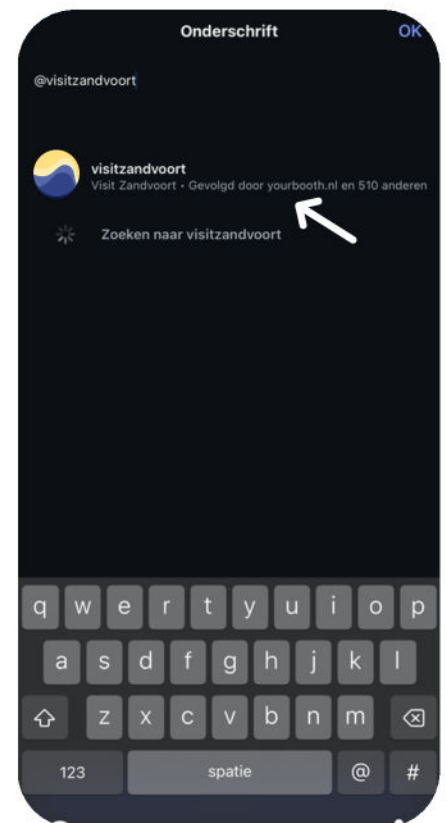 Onderschrift OK
@visitzandvoort
visitzandvoort
Visit Zandvoort • Gevolgd door yourbooth.nl en 510 anderen
Zoeken naar visitzandvoort
q w e r t y u i o p
a s d f g h j k l
z x c v b n m
123 spatie @ #